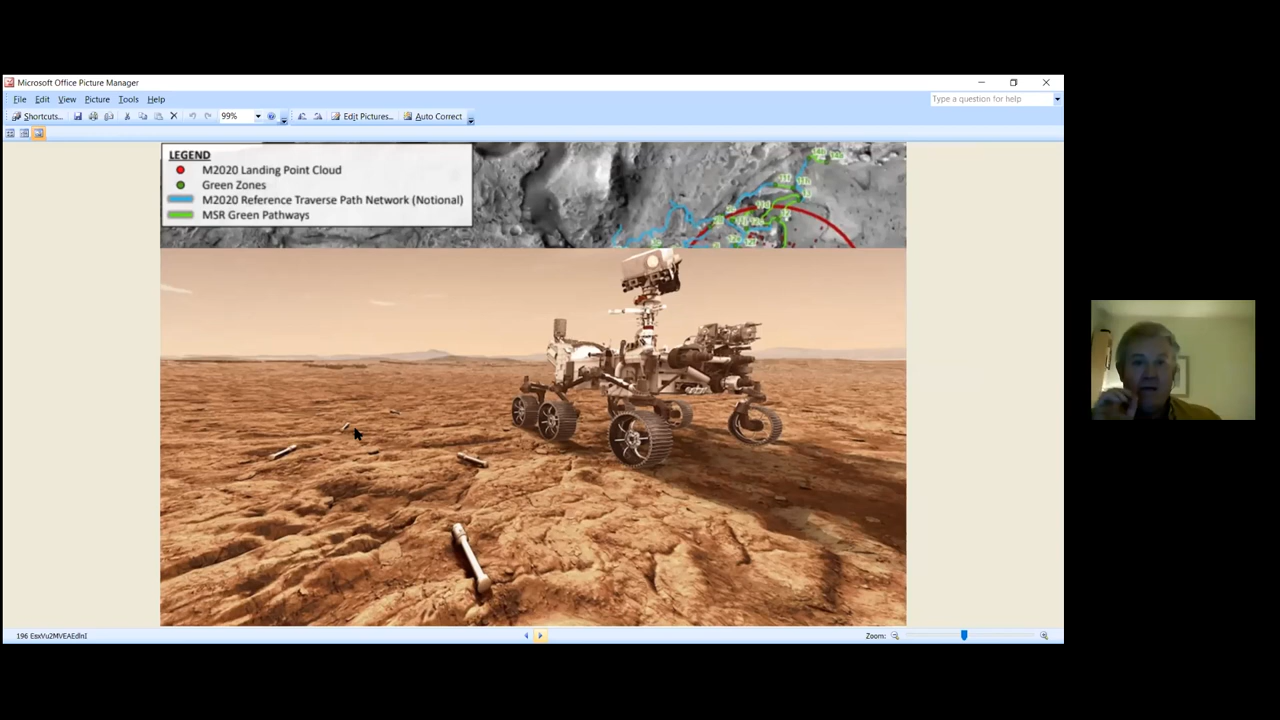 Microsoft Office Picture Manager
File Edit View Picture Tools Help
Type a question for help
Shortcuts...
99%
Edit Pictures...
Auto Correct
LEGEND
M2020 Landing Point Cloud
Green Zones
M2020 Reference Traverse Path Network (Notional)
MSR Green Pathways
Zoom: